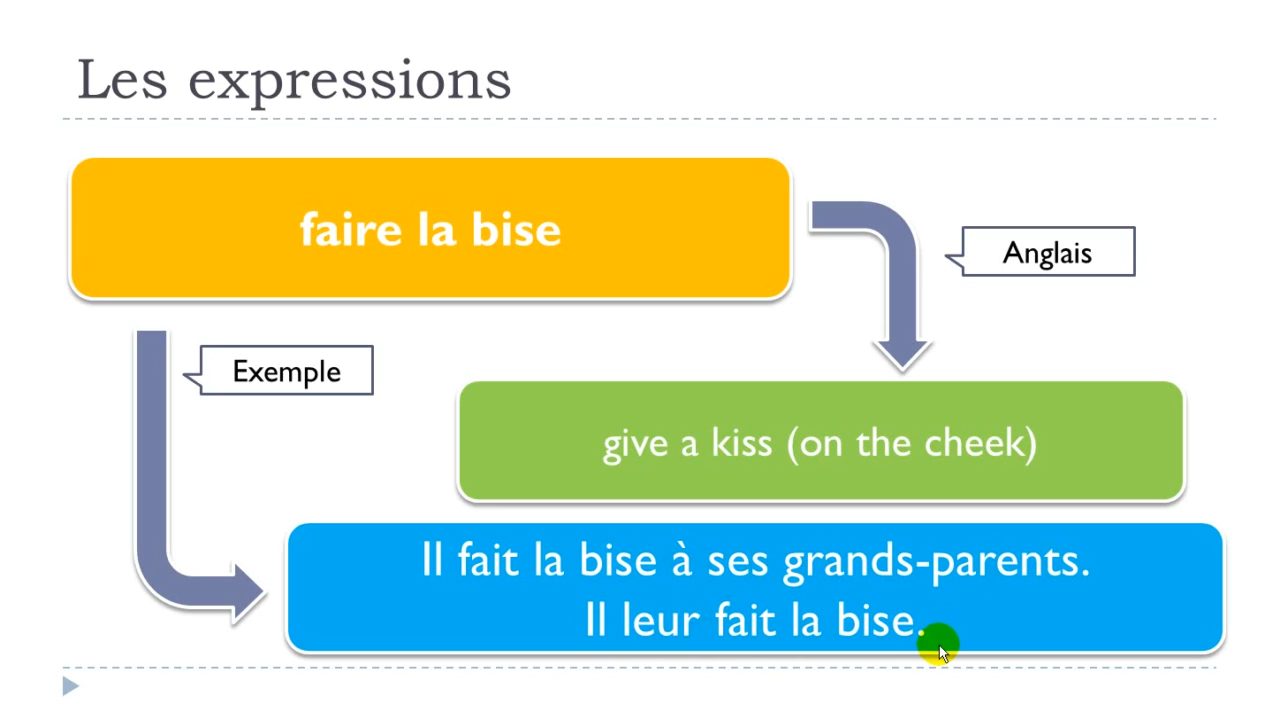 Les expressions
faire la bise
Anglais
Exemple
give a kiss (on the cheek)
Il fait la bise à ses grands-parents.
Il leur fait la bise.